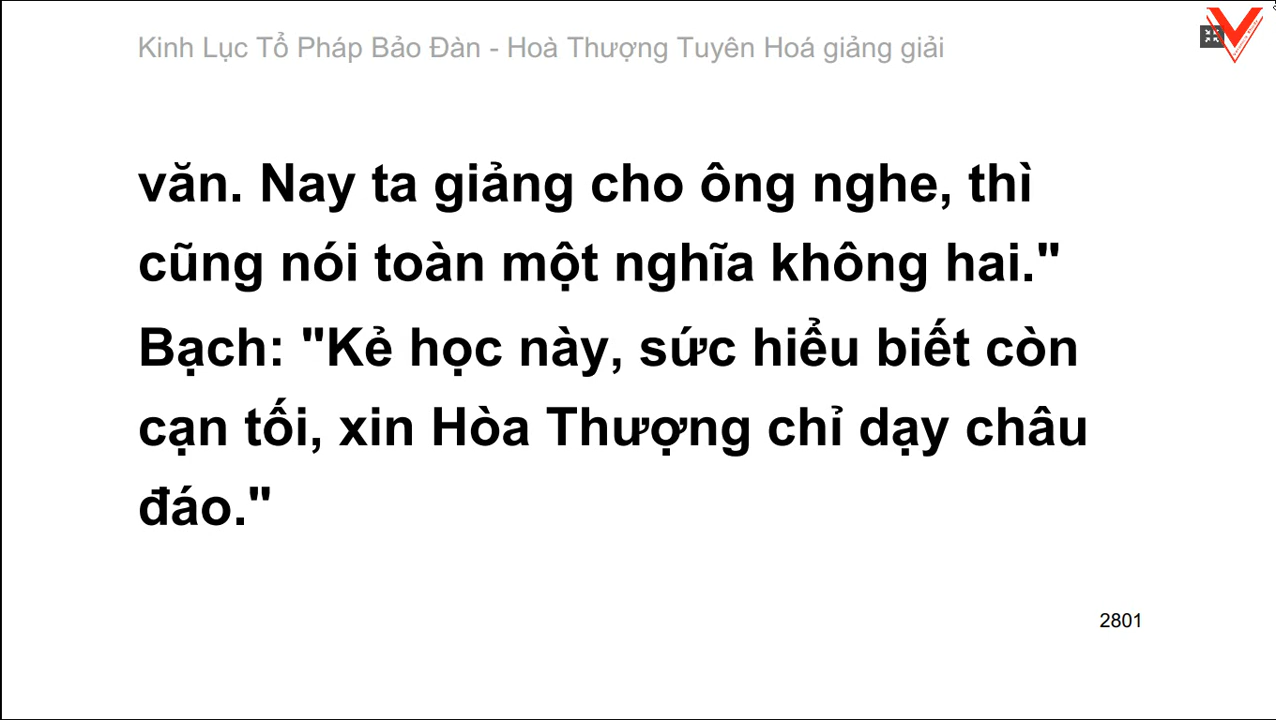 Kinh Lục Tổ Pháp Bảo Đàn - Hoà Thượng Tuyên Hoá giảng giải
văn. Nay ta giảng cho ông nghe, thì
cũng nói toàn một nghĩa không hai."
Bạch: "Kẻ học này, sức hiểu biết còn
cạn tối, xin Hòa Thượng chỉ dạy châu
đáo."
2801